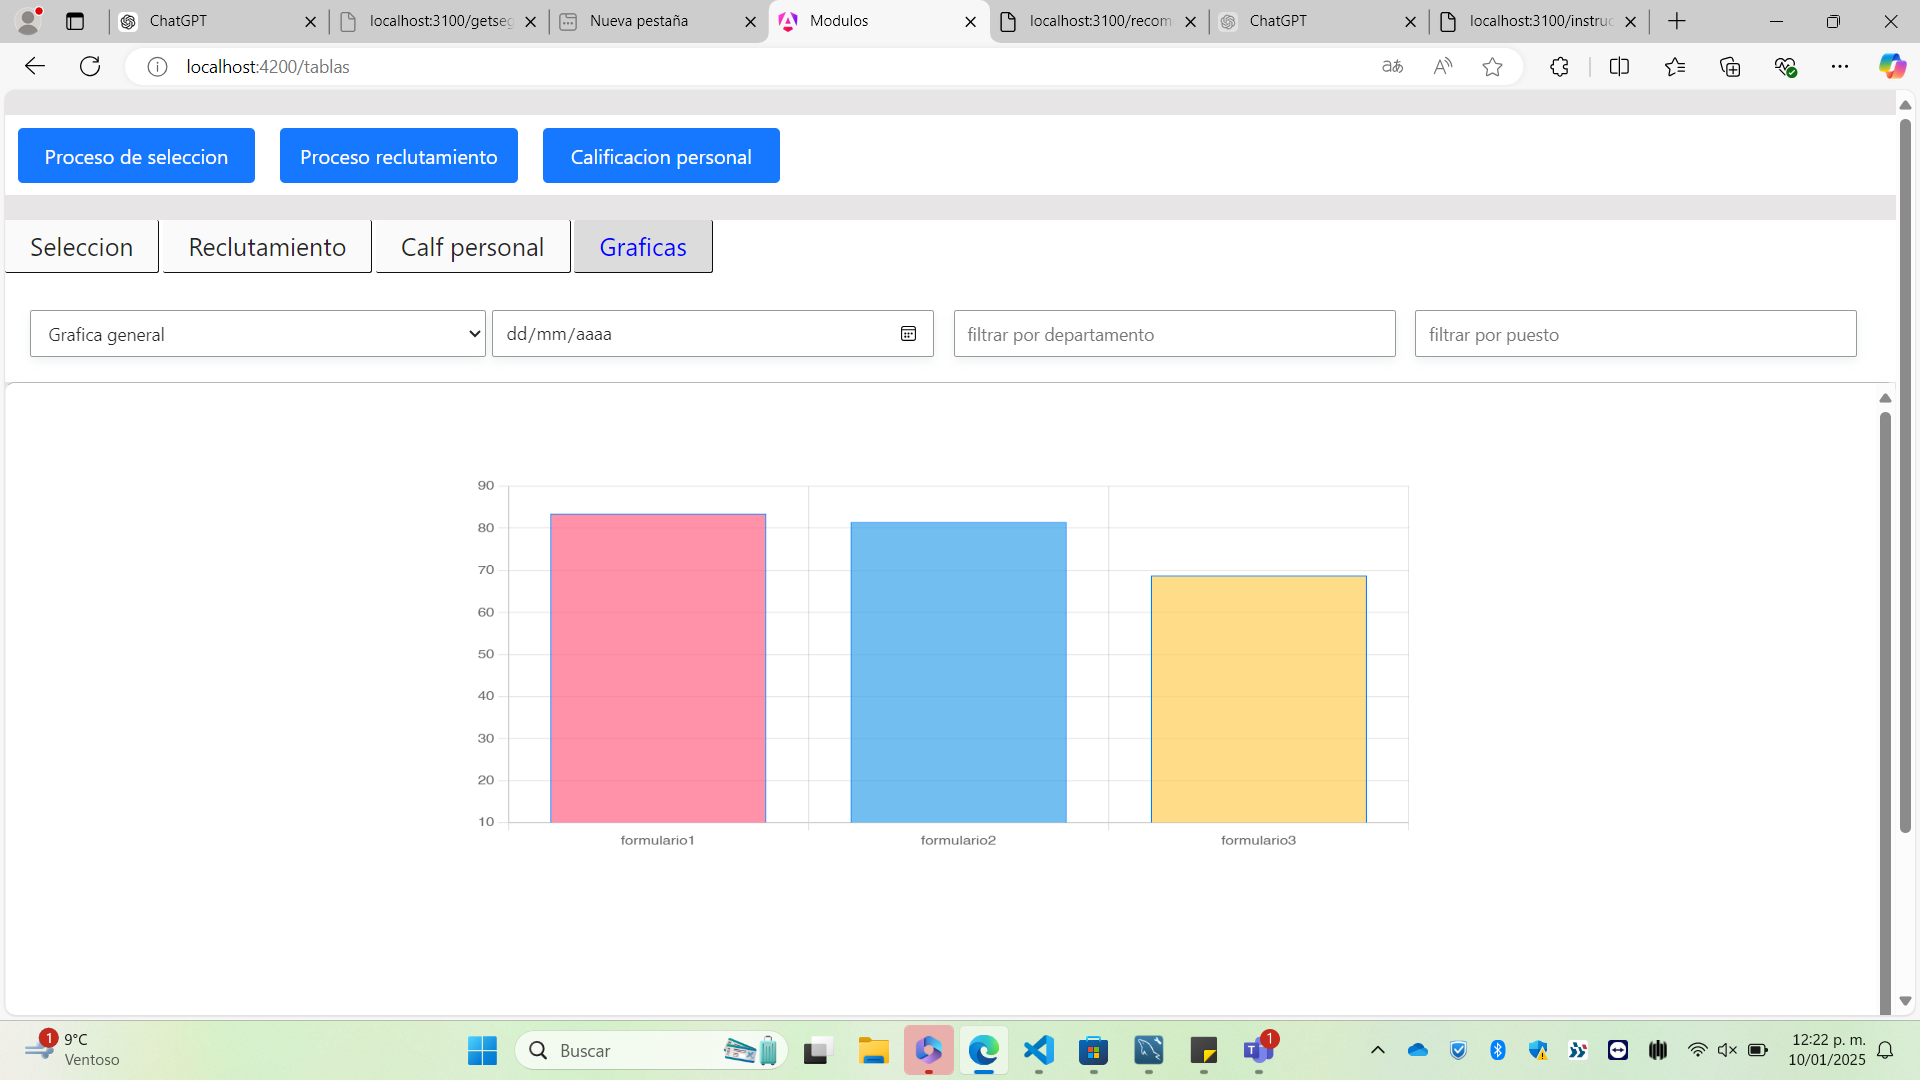 ChatGPT
localhost:3100/getseg
Nueva pestaña
Modulos
localhost:3100/recom
ChatGPT
localhost:3100/instruc
localhost:4200/tablas
Proceso de seleccion
Proceso reclutamiento
Calificacion personal
Seleccion
Reclutamiento
Calf personal
Graficas
Grafica general
dd/mm/aaaa
filtrar por departamento
filtrar por puesto
90
80
70
60
50
40
30
20
10
formulario1
formulario2
formulario3
1
9°C
Ventoso
Buscar
1
12:22 p. m.
10/01/2025